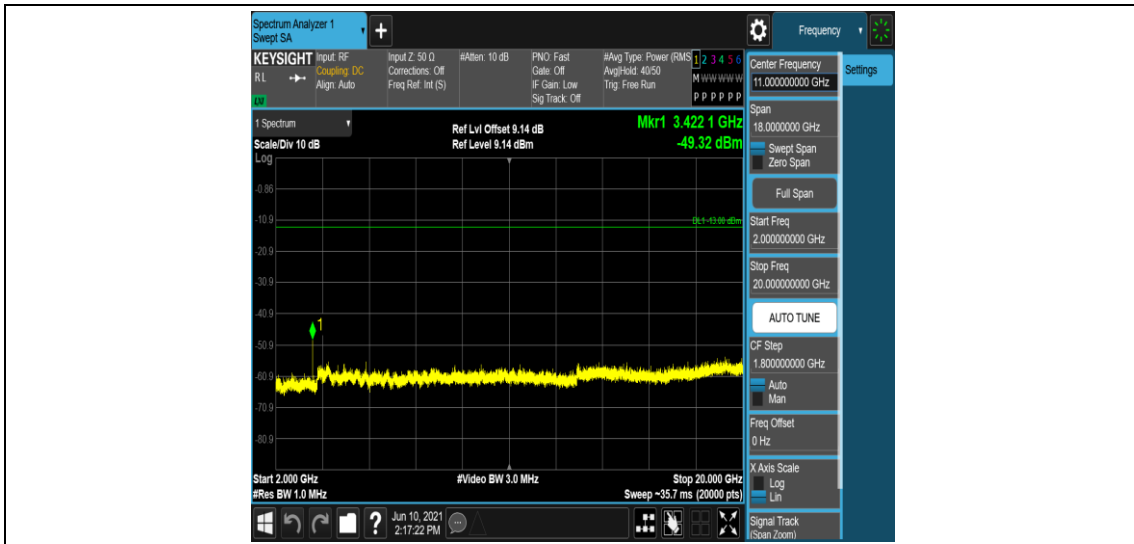 Spectrum Analyzer 1
Swept SA
+
Frequency
KEYSIGHT
RL
LXI
Input: RF
Coupling: DC
Align: Auto
Input Z: 50 Ω
Corrections: Off
Freq Ref: Int (S)
#Atten: 10 dB
PNO: Fast
Gate: Off
IF Gain: Low
Sig Track: Off
#Avg Type: Power (RMS
Avg|Hold: 40/50
Trig: Free Run
1 2 3 4 5 6
M W W W W W
P P P P P P
Center Frequency
11.000000000 GHz
Settings
1 Spectrum
Scale/Div 10 dB
Ref Lvl Offset 9.14 dB
Ref Level 9.14 dBm
Mkr1 3.422 1 GHz
-49.32 dBm
Span
18.0000000 GHz
Swept Span
Zero Span
Full Span
Start Freq
2.000000000 GHz
Stop Freq
20.000000000 GHz
AUTO TUNE
CF Step
1.800000000 GHz
Auto
Man
Freq Offset
0 Hz
X Axis Scale
Log
Lin
Signal Track
(Span Zoom)
Log
-0.86
-10.9
DL1 -13.00 dBm
-20.9
-30.9
-40.9
1
-50.9
-60.9
-70.9
-80.9
Start 2.000 GHz
#Video BW 3.0 MHz
Stop 20.000 GHz
#Res BW 1.0 MHz
Sweep ~35.7 ms (20000 pts)
?
Jun 10, 2021
2:17:22 PM